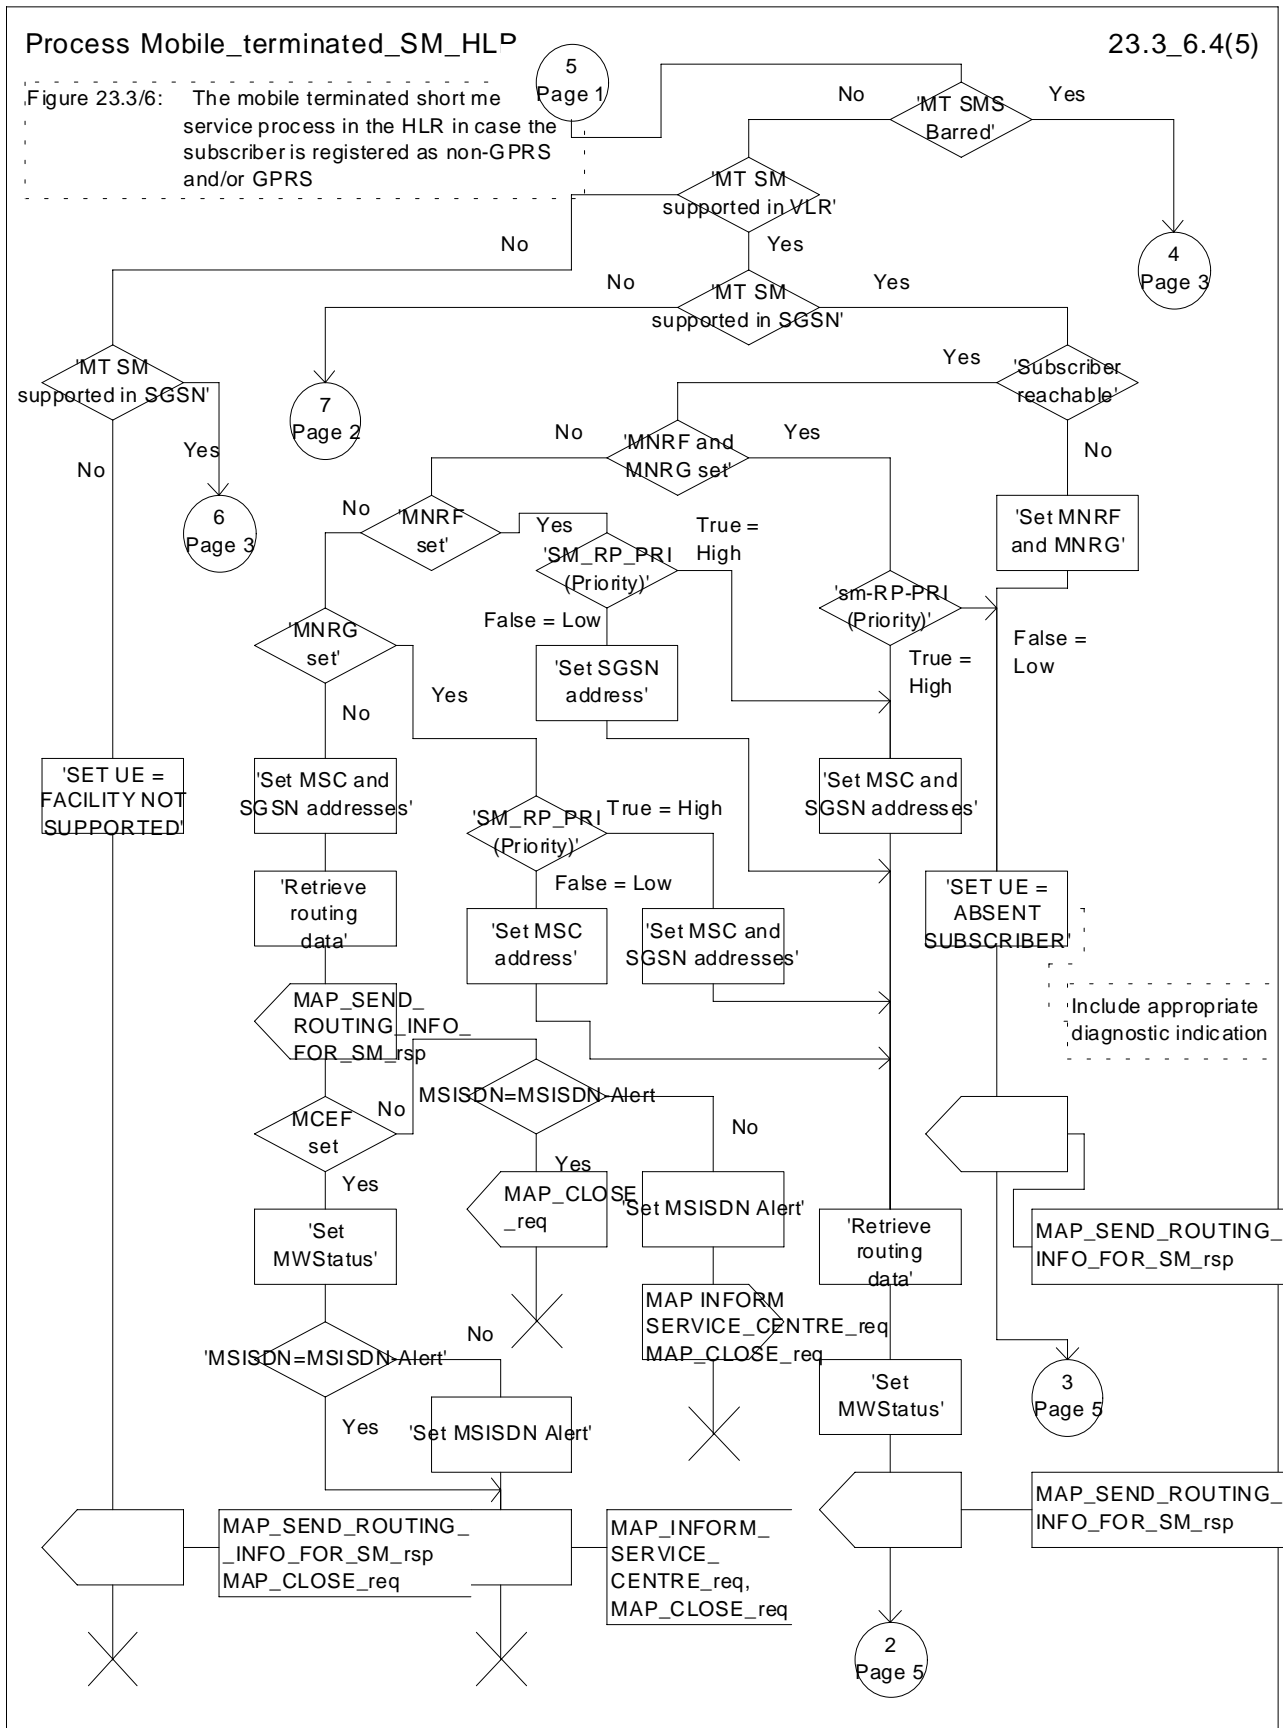 Process Mobile_terminated_SM_HLR
23.3_6.4(5)
5
Page 1
Figure 23.3/6: The mobile terminated short me
service process in the HLR in case the
subscriber is registered as non-GPRS
and/or GPRS
No
'MT SMS
Barred'
Yes
'MT SM
supported in VLR'
No
Yes
4
Page 3
No
'MT SM
supported in SGSN'
Yes
'MT SM
supported in SGSN'
Yes
'Subscriber
reachable'
7
Page 2
No
Yes
No
'MNRF and
MNRG set'
Yes
No
6
Page 3
No
'MNRF
set'
Yes
True =
High
'Set MNRF
and MNRG'
'SM_RP_PRI
(Priority)'
'sm-RP-PRI
(Priority)'
'MNRG
set'
False = Low
False =
Low
True =
High
'Set SGSN
address'
Yes
No
'SET UE =
FACILITY NOT
SUPPORTED'
'Set MSC and
SGSN addresses'
'SM_RP_PRI
(Priority)'
True = High
'Set MSC and
SGSN addresses'
False = Low
'Retrieve
routing
data'
'Set MSC
address'
'Set MSC and
SGSN addresses'
'SET UE =
ABSENT
SUBSCRIBER'
Include appropriate
diagnostic indication
MAP_SEND_
ROUTING_INFO_
FOR_SM_rsp
MSISDN=MSISDN-Alert
MCEF
set
No
No
Yes
Yes
MAP_CLOSE
_req
'Set MSISDN Alert'
'Set
MWStatus'
'Retrieve
routing
data'
MAP_SEND_ROUTING_
INFO_FOR_SM_rsp
MAP INFORM
SERVICE_CENTRE_req
MAP_CLOSE_req
'MSISDN=MSISDN-Alert'
No
Yes
'Set MSISDN Alert'
'Set
MWStatus'
3
Page 5
MAP_SEND_ROUTING_
_INFO_FOR_SM_rsp
MAP_CLOSE_req
MAP_INFORM_
SERVICE_
CENTRE_req,
MAP_CLOSE_req
MAP_SEND_ROUTING_
INFO_FOR_SM_rsp
2
Page 5